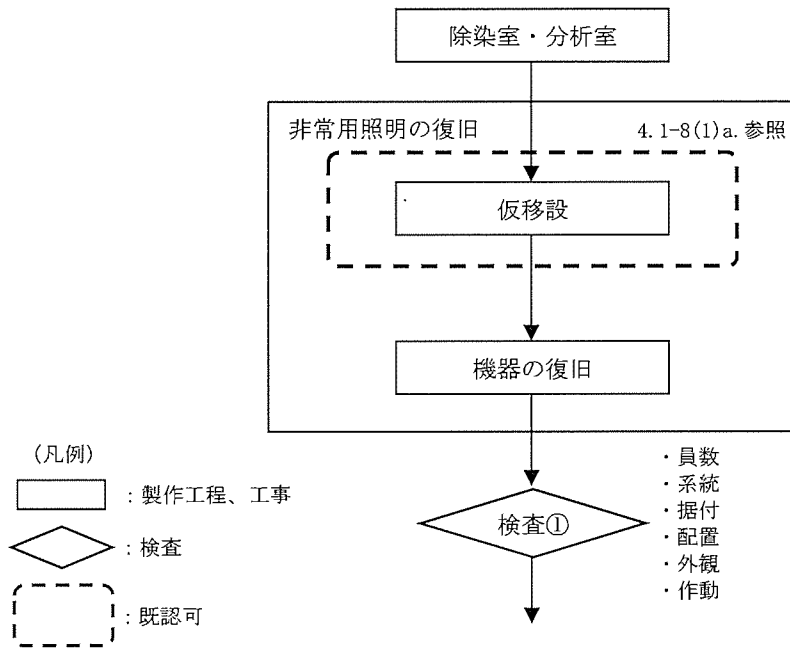 除染室・分析室
非常用照明の復旧
4.1-8(1)a.参照
仮移設
機器の復旧
検査①
・員数
・系統
・据付
・配置
・外観
・作動
(凡例)
：製作工程、工事
：検査
：既認可